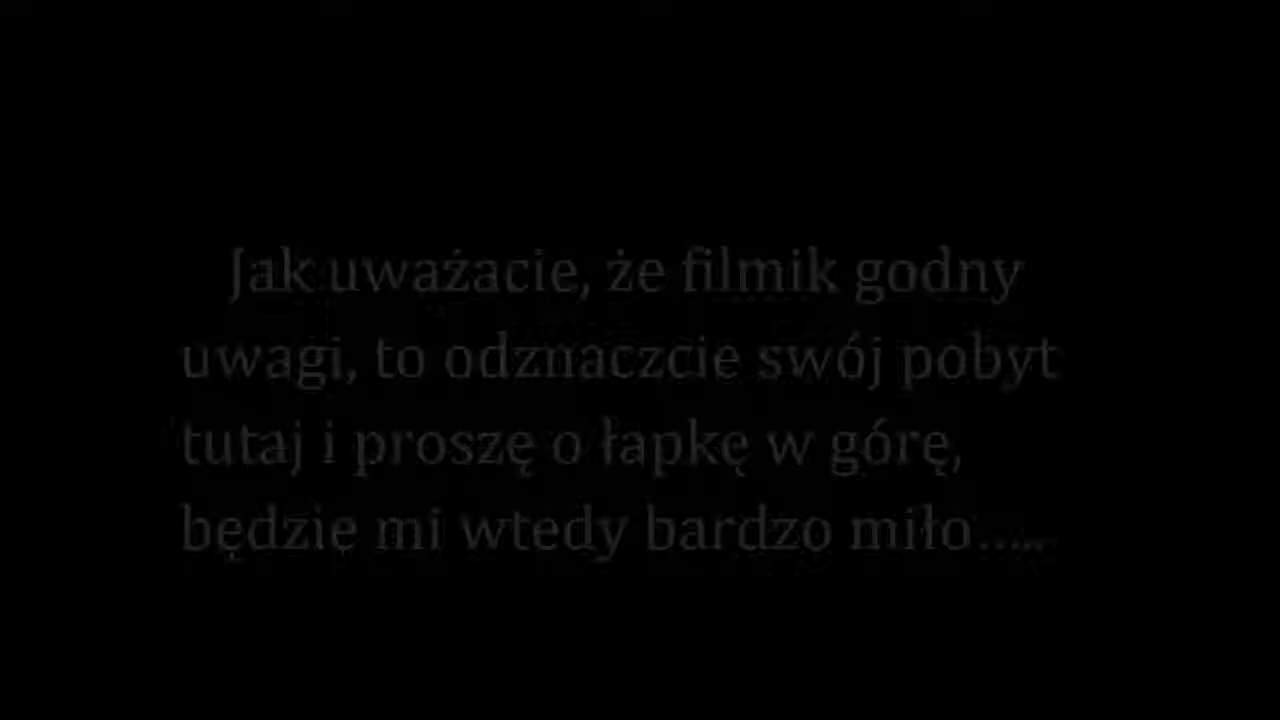 Jak uważacie, że filmik godny
uwagi, to odznaczcie swój pobyt
tutaj i proszę o łapkę w górę,
będzie mi wtedy bardzo miło.....